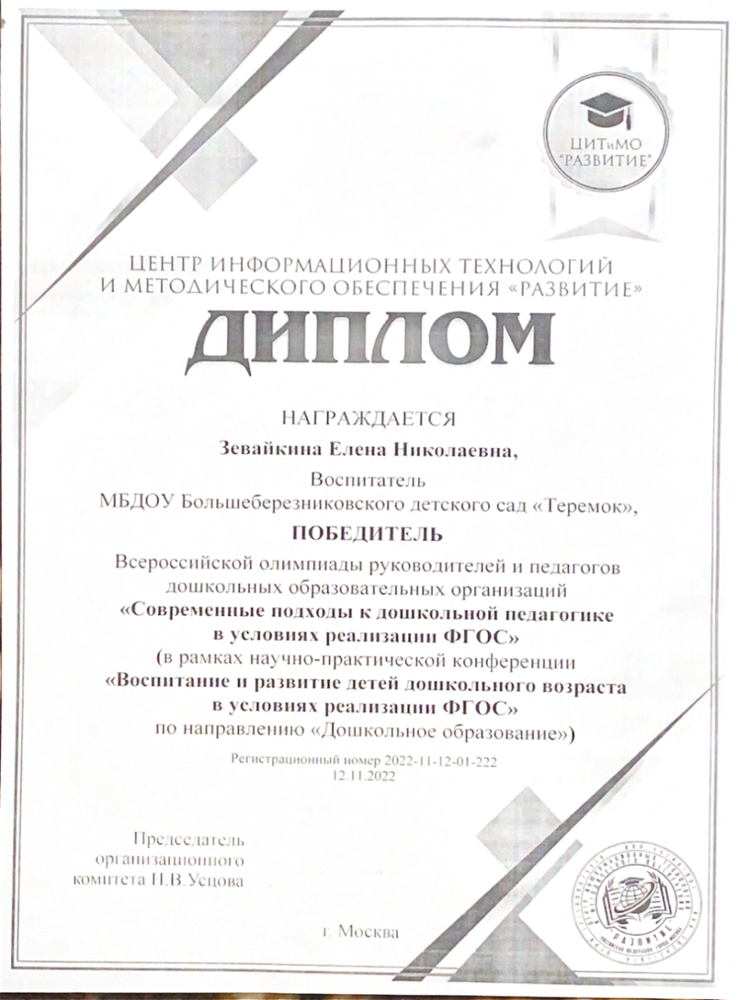 ЦИТиМО
"РАЗВИТИЕ"
ЦЕНТР ИНФОРМАЦИОННЫХ ТЕХНОЛОГИЙ
И МЕТОДИЧЕСКОГО ОБЕСПЕЧЕНИЯ «РАЗВИТИЕ»
ДИПЛОМ
НАГРАЖДАЕТСЯ
Зевайкина Елена Николаевна,
Воспитатель
МБДОУ Большеберезниковского детского сад «Теремок»,
ПОБЕДИТЕЛЬ
Всероссийской олимпиады руководителей и педагогов
дошкольных образовательных организаций
«Современные подходы к дошкольной педагогике
в условиях реализации ФГОС»
(в рамках научно-практической конференции
«Воспитание и развитие детей дошкольного возраста
в условиях реализации ФГОС»
по направлению «Дошкольное образование»)
Регистрационный номер 2022-11-12-01-222
12.11.2022
Председатель
организационного
комитета Н.В.Усцова
г. Москва
РАЗВИТИЕ